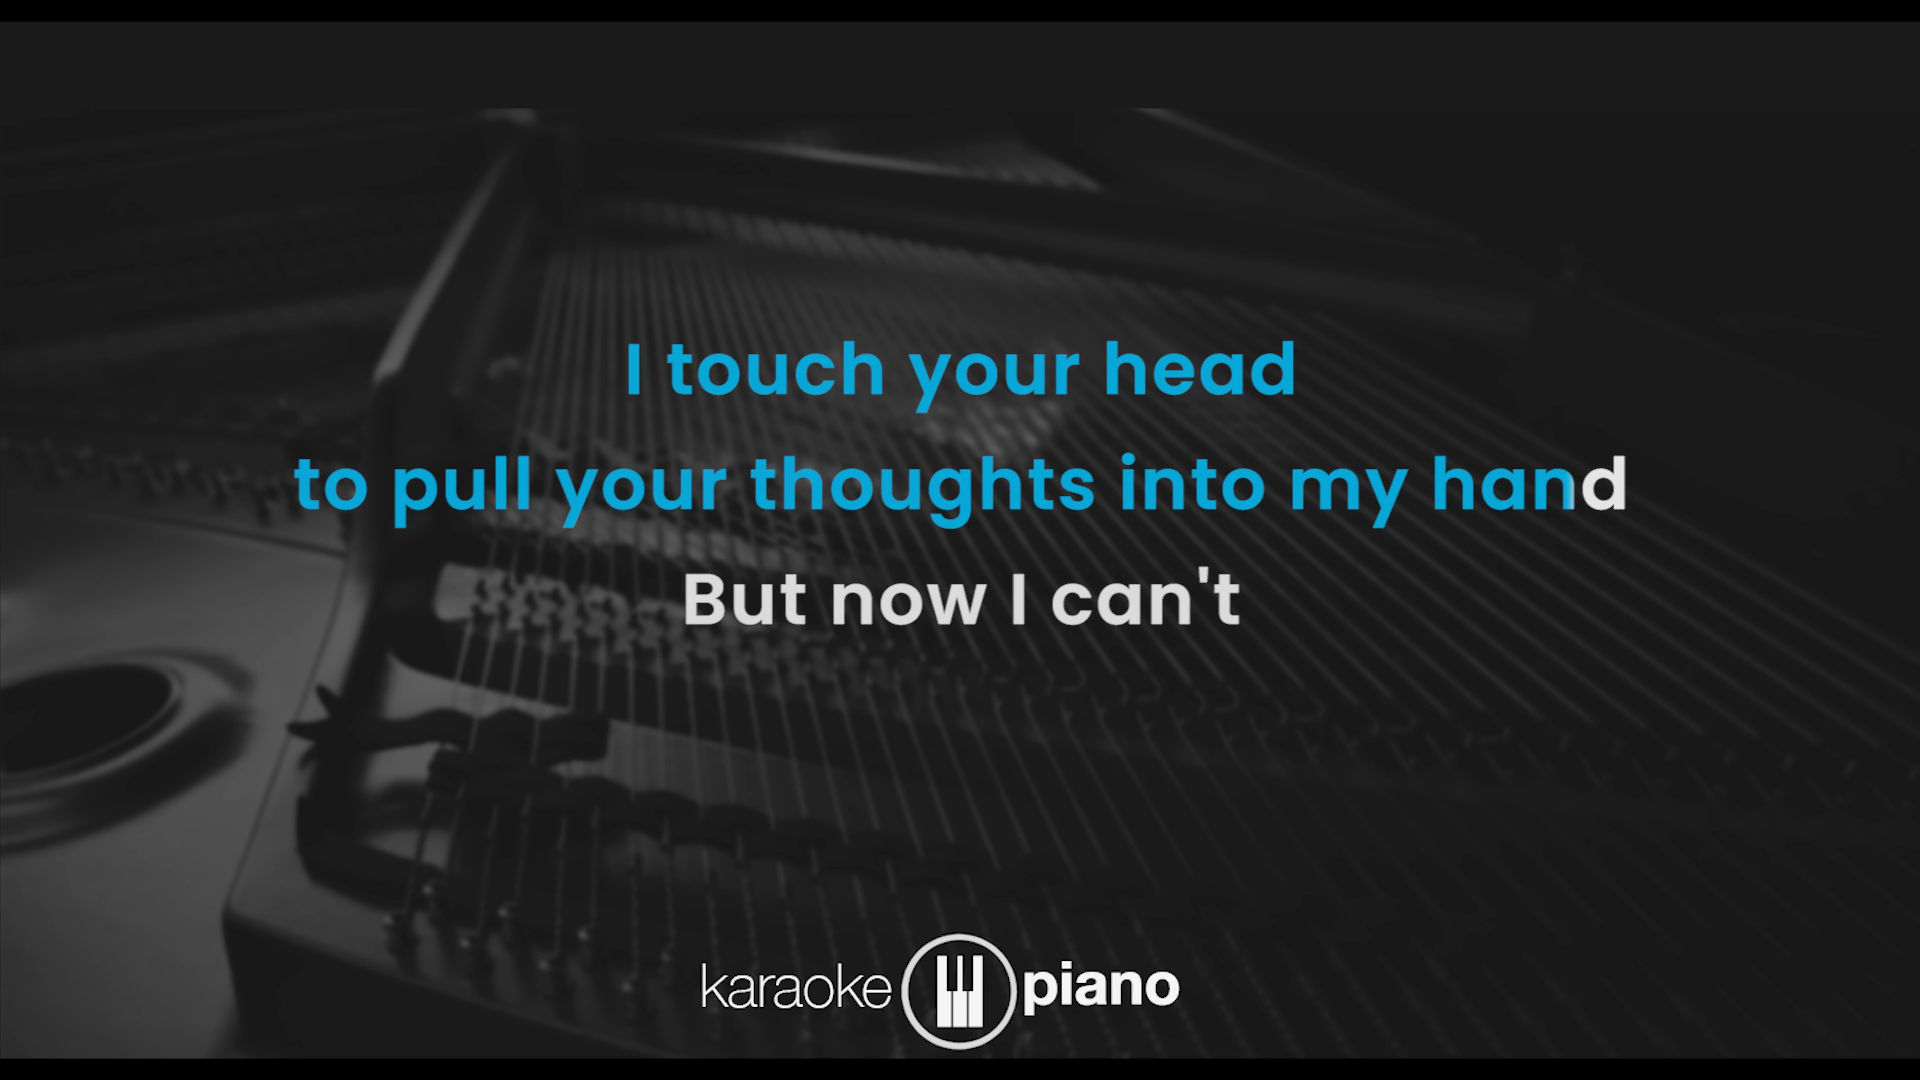 I touch your head
to pull your thoughts into my hand
But now I can't
karaoke piano